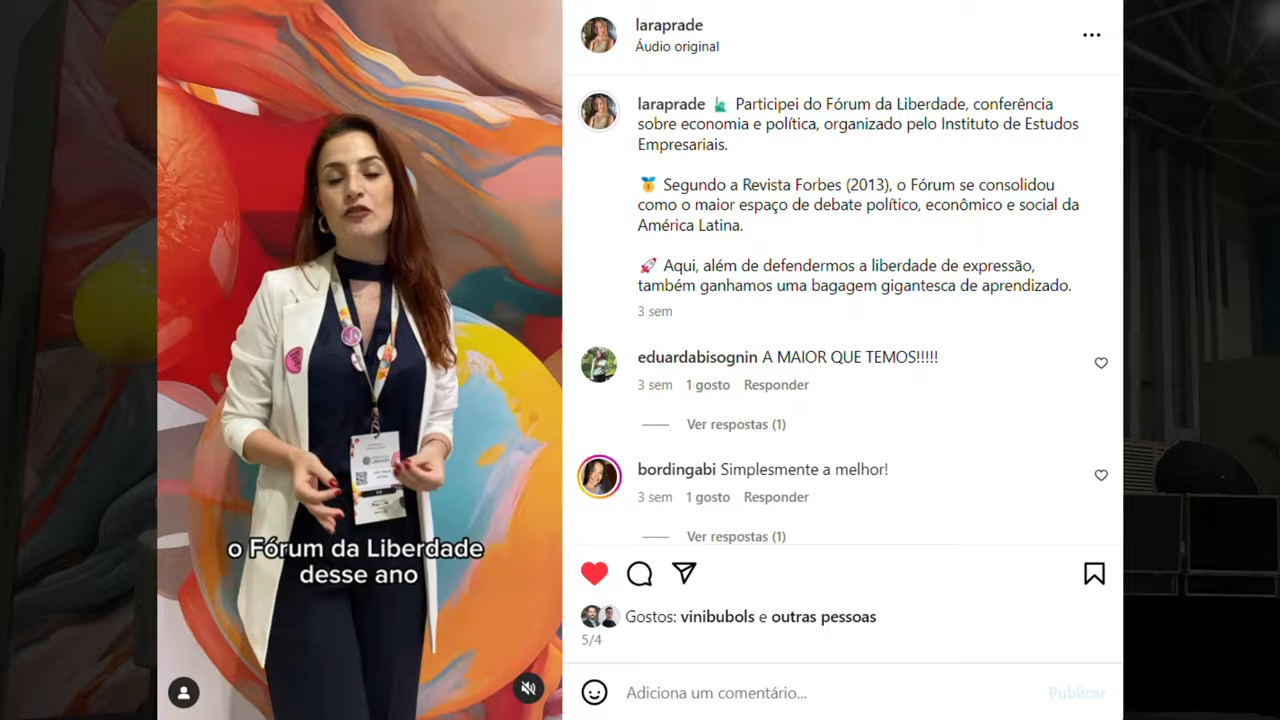 laraprade
Áudio original
laraprade Participei do Fórum da Liberdade, conferência
sobre economia e política, organizado pelo Instituto de Estudos
Empresariais.
Segundo a Revista Forbes (2013), o Fórum se consolidou
como o maior espaço de debate político, econômico e social da
América Latina.
Aqui, além de defendermos a liberdade de expressão,
também ganhamos uma bagagem gigantesca de aprendizado.
3 sem
eduardabisognin A MAIOR QUE TEMOS!!!!!
3 sem 1 gosto Responder
Ver respostas (1)
bordingabi Simplesmente a melhor!
3 sem 1 gosto Responder
Ver respostas (1)
o Fórum da Liberdade
desse ano
Gostos: vinibubols e outras pessoas
5/4
Adiciona um comentário...
Publicar